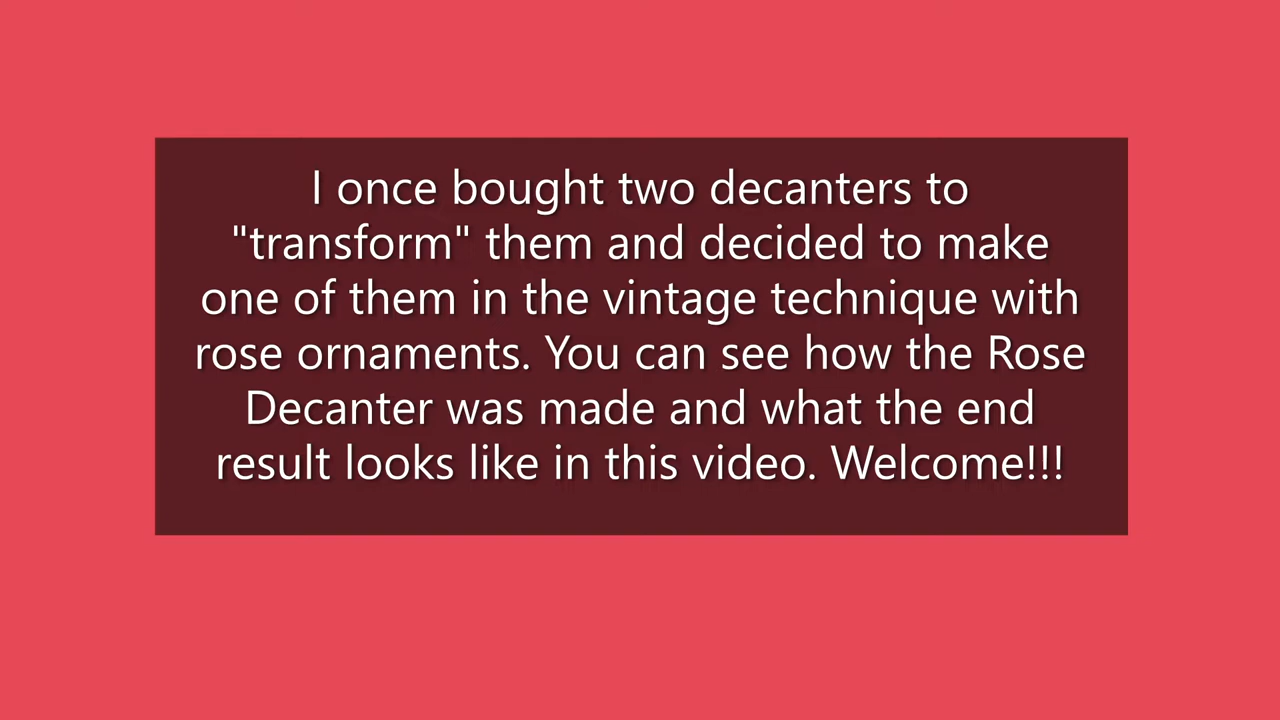 I once bought two decanters to
"transform" them and decided to make
one of them in the vintage technique with
rose ornaments. You can see how the Rose
Decanter was made and what the end
result looks like in this video. Welcome!!!